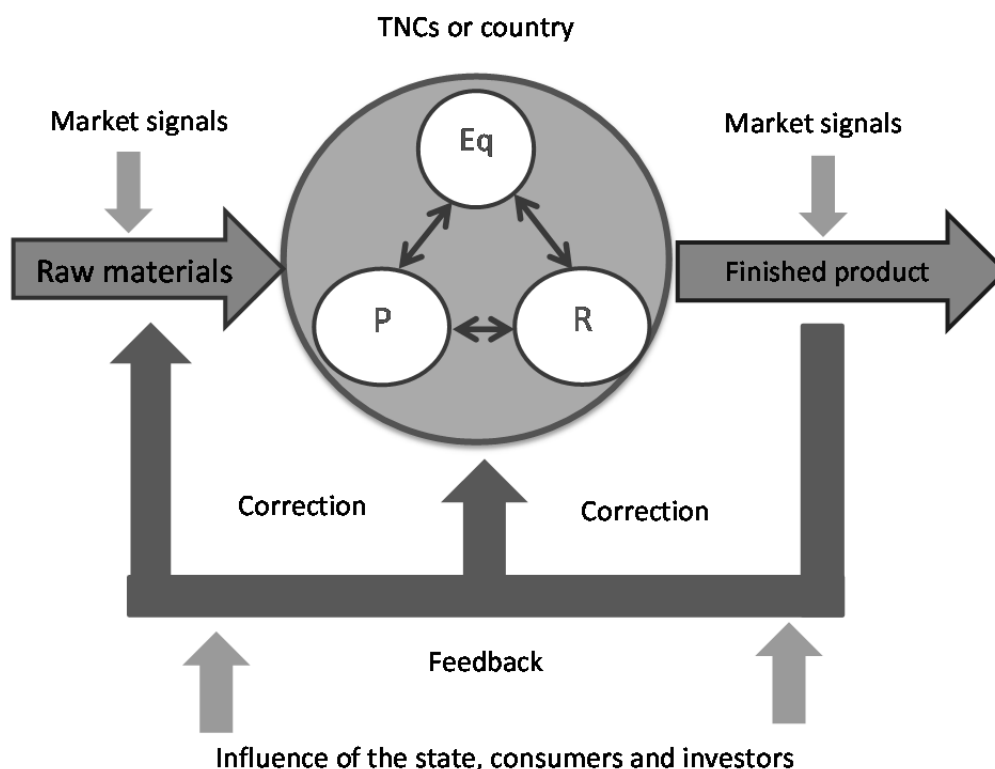 TNCs or country
Market signals
Market signals
Eq
Raw materials
Finished product
P
R
Correction
Correction
Feedback
Influence of the state, consumers and investors